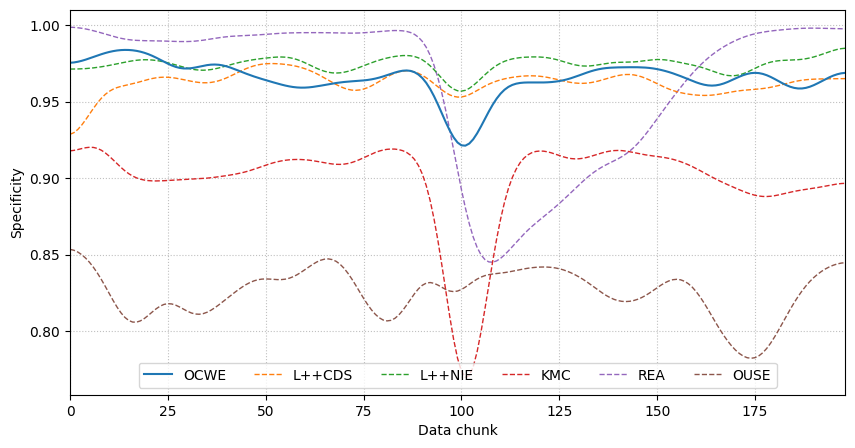 1.00
0.95
0.90
0.85
0.80
Specificity
OCWE L++CDS L++NIE KMC REA OUSE
0 25 50 75 100 125 150 175
Data chunk